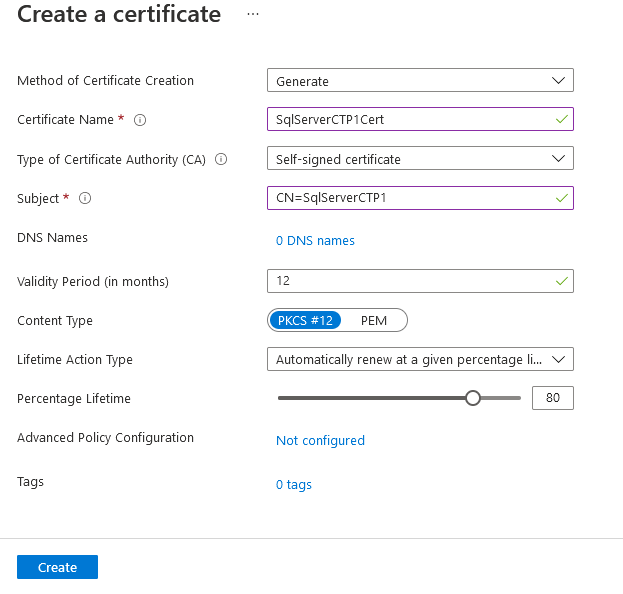 Create a certificate ...
Method of Certificate Creation Generate
Certificate Name * SqlServerCTP1Cert
Type of Certificate Authority (CA) Self-signed certificate
Subject * CN=SqlServerCTP1
DNS Names 0 DNS names
Validity Period (in months) 12
Content Type PKCS #12 PEM
Lifetime Action Type Automatically renew at a given percentage li...
Percentage Lifetime 80
Advanced Policy Configuration Not configured
Tags 0 tags
Create